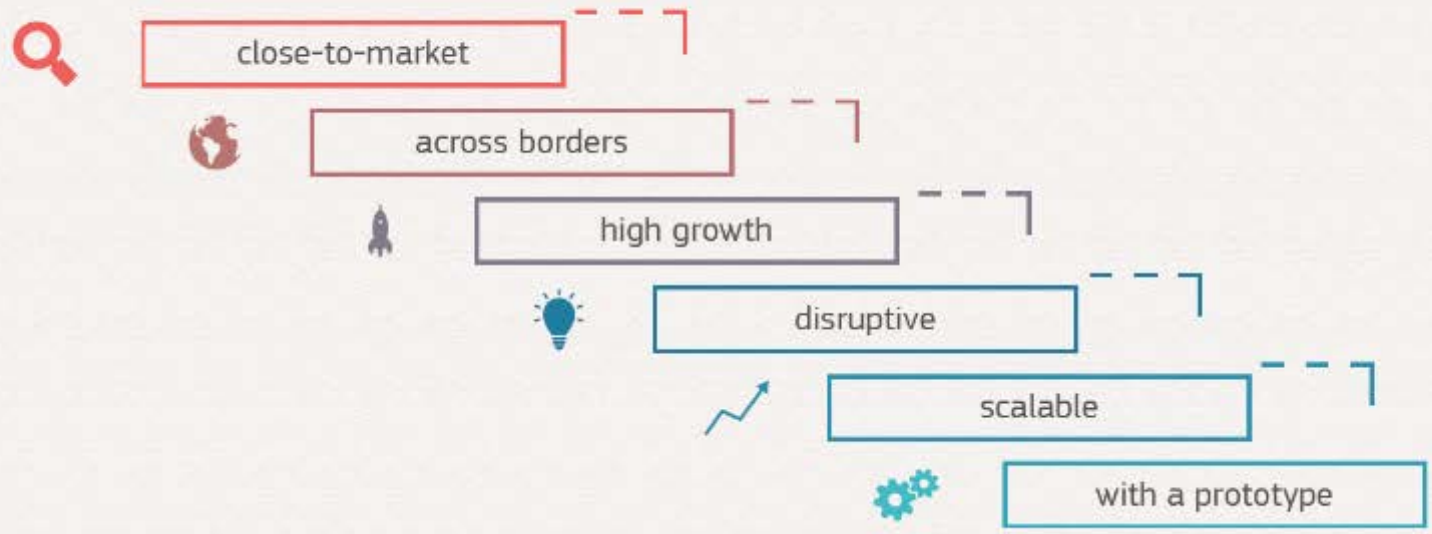 close-to-market
across borders
high growth
disruptive
scalable
with a prototype